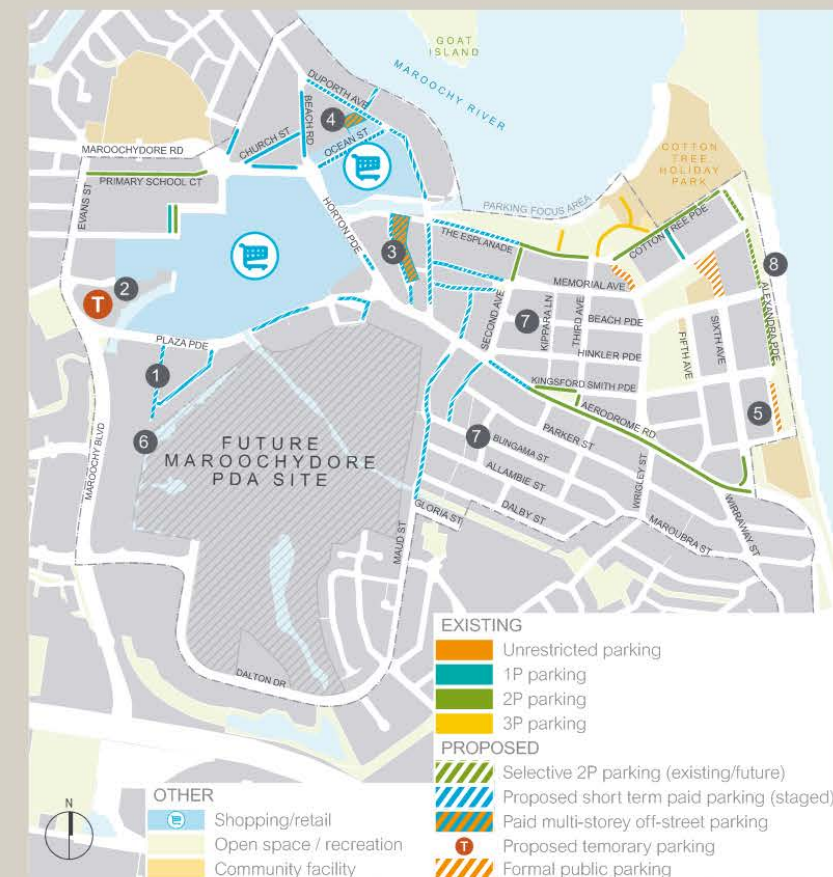 GOAT
ISLAND
MAROOCHY RIVER
DUPORTH AVE
4
BEACH RD
CHURCH ST
OCEAN ST
MAROOCHYDORE RD
COTTON
TREE
HOLIDAY
PARK
PRIMARY SCHOOL CT
EVANS ST
PARKING FOCUS AREA
HORTON PDE
THE ESPLANADE
COTTON TREE PDE
3
8
2
T
MEMORIAL AVE
ALEXANDRA PDE
SECOND AVE
7
KIPPARA LN
THIRD AVE
BEACH PDE
FIFTH AVE
SIXTH AVE
PLAZA PDE
HINKLER PDE
1
KINGSFORD SMITH PDE
5
AERODROME RD
MAROOCHY BLVD
6
FUTURE
MAROOCHYDORE
PDA SITE
7
PARKER ST
BUNGAMA ST
ALLAMBIE ST
WRIGLEY ST
DALBY ST
GLORIA ST
WIRRAWAY ST
MAROUBRA ST
MAUD ST
DALTON DR
N
EXISTING
Unrestricted parking
1P parking
2P parking
3P parking
PROPOSED
Selective 2P parking (existing/future)
Proposed short term paid parking (staged)
Paid multi-storey off-street parking
T Proposed temorary parking
Formal public parking
OTHER
Shopping/retail
Open space / recreation
Community facility